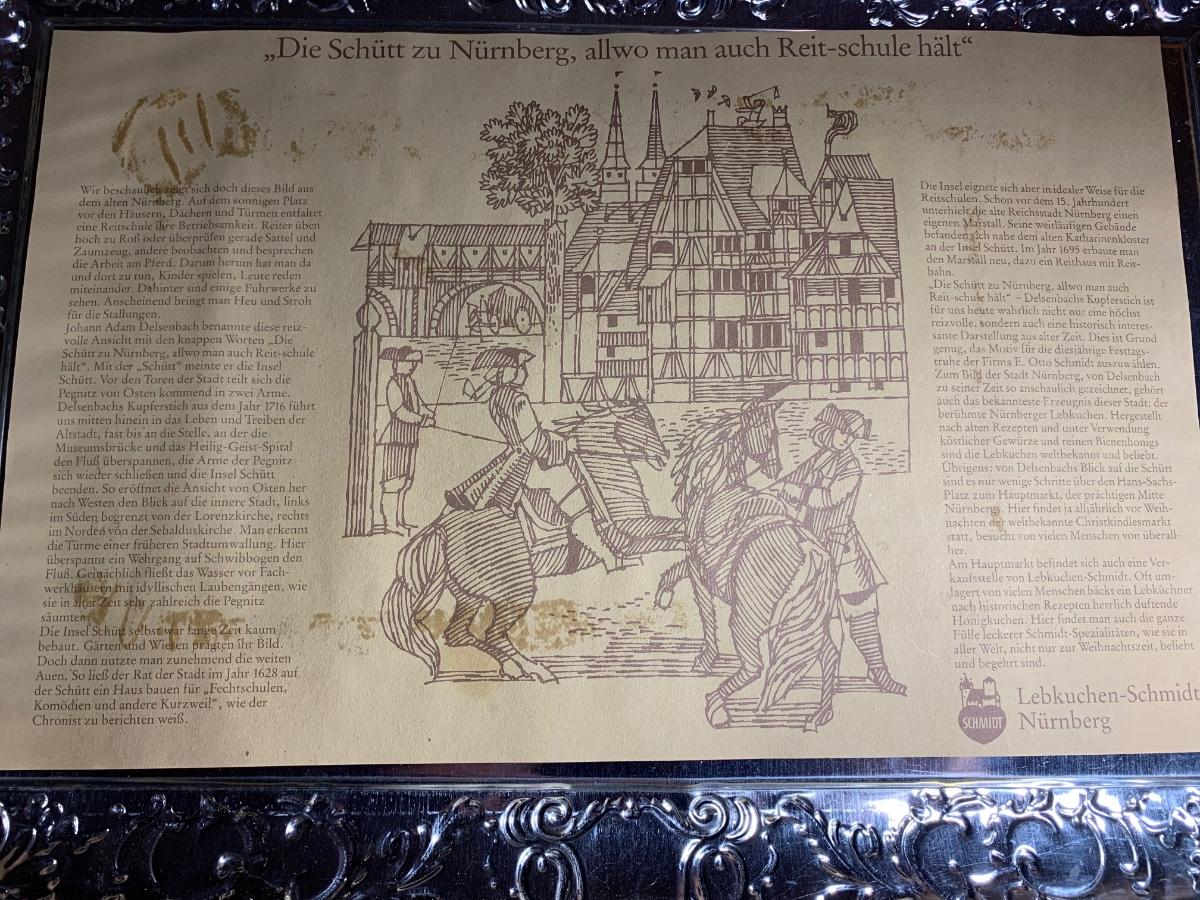 „Die Schütt zu Nürnberg, allwo man auch Reit-schule hält“
Wie beschaulich zeigt sich doch dieses Bild aus
dem alten Nürnberg. Auf dem sonnigen Platz
vor den Häusern, Dächern und Türmen entfaltet
eine Reitschule ihre Betriebsamkeit. Reiter üben
hoch zu Roß oder überprüfen gerade Sattel und
Zaumzeug, andere beobachten und besprechen
die Arbeit am Pferd. Darum herum hat man da
und dort zu tun, Kinder spielen, Leute reden
miteinander. Dahinter sind einige Fuhrwerke zu
sehen. Anscheinend bringt man Heu und Stroh
für die Stallungen.
Johann Adam Delsenbach benannte diese reiz-
volle Ansicht mit den knappen Worten „Die
Schütt zu Nürnberg, allwo man auch Reit-schule
hält“. Mit der „Schütt“ meinte er die Insel
Schütt. Vor den Toren der Stadt teilt sich die
Pegnitz von Osten kommend in zwei Arme.
Delsenbachs Kupferstich aus dem Jahr 1716 führt
uns mitten hinein in das Leben und Treiben der
Altstadt, fast bis an die Stelle, an der die
Museumsbrücke und das Heilig-Geist-Spital
den Fluß überspannen, die Arme der Pegnitz
sich wieder schließen und die Insel Schütt
beenden. So eröffnet die Ansicht von Osten her
nach Westen den Blick auf die innere Stadt, links
im Süden begrenzt von der Lorenzkirche, rechts
im Norden von der Sebalduskirche. Man erkennt
die Türme einer früheren Stadtumwallung. Hier
überspannt ein Wehrgang auf Schwibbogen den
Fluß. Gemächlich fließt das Wasser vor Fach-
werkhäusern mit idyllischen Laubengängen, wie
sie in alter Zeit sehr zahlreich die Pegnitz
säumten.
Die Insel Schütt selbst war lange Zeit kaum
bebaut. Gärten und Wiesen prägten ihr Bild.
Doch dann nutzte man zunehmend die weiten
Auen. So ließ der Rat der Stadt im Jahr 1628 auf
der Schütt ein Haus bauen für „Fechtschulen,
Komödien und andere Kurzweil“, wie der
Chronist zu berichten weiß.
Die Insel eignete sich aber in idealer Weise für die
Reitschulen. Schon vor dem 15. Jahrhundert
unterhielt die alte Reichsstadt Nürnberg einen
eigenen Marstall. Seine weitläufigen Gebäude
befanden sich nahe dem alten Katharinenkloster
an der Insel Schütt. Im Jahr 1695 erbaute man
den Marstall neu, dazu ein Reithaus mit Reit-
bahn.
„Die Schütt zu Nürnberg, allwo man auch
Reit-schule hält“ – Delsenbachs Kupferstich ist
für uns heute wahrlich nicht nur eine höchst
reizvolle, sondern auch eine historisch interes-
sante Darstellung aus alter Zeit. Dies ist Grund
genug, das Motiv für die diesjährige Festtags-
truhe der Firma E. Otto Schmidt auszuwählen.
Zum Bild der Stadt Nürnberg, von Delsenbach
zu seiner Zeit so anschaulich gezeichnet, gehört
auch das bekannteste Erzeugnis dieser Stadt: der
berühmte Nürnberger Lebkuchen. Hergestellt
nach alten Rezepten und unter Verwendung
köstlicher Gewürze und reinen Bienenhonigs
sind die Lebkuchen weltbekannt und beliebt.
Übrigens: von Delsenbachs Blick auf die Schütt
sind es nur wenige Schritte über den Hans-Sachs-
Platz zum Hauptmarkt, der prächtigen Mitte
Nürnbergs. Hier findet ja alljährlich vor Weih-
nachten der weltbekannte Christkindlesmarkt
statt, besucht von vielen Menschen von überall-
her.
Am Hauptmarkt befindet sich auch eine Ver-
kaufsstelle von Lebkuchen-Schmidt. Oft um-
lagert von vielen Menschen bäckt ein Lebküchner
nach historischen Rezepten herrlich duftende
Honigkuchen. Hier findet man auch die ganze
Fülle leckerer Schmidt-Spezialitäten, wie sie in
aller Welt, nicht nur zur Weihnachtszeit, beliebt
und begehrt sind.
SCHMIDT
Lebkuchen-Schmidt
Nürnberg